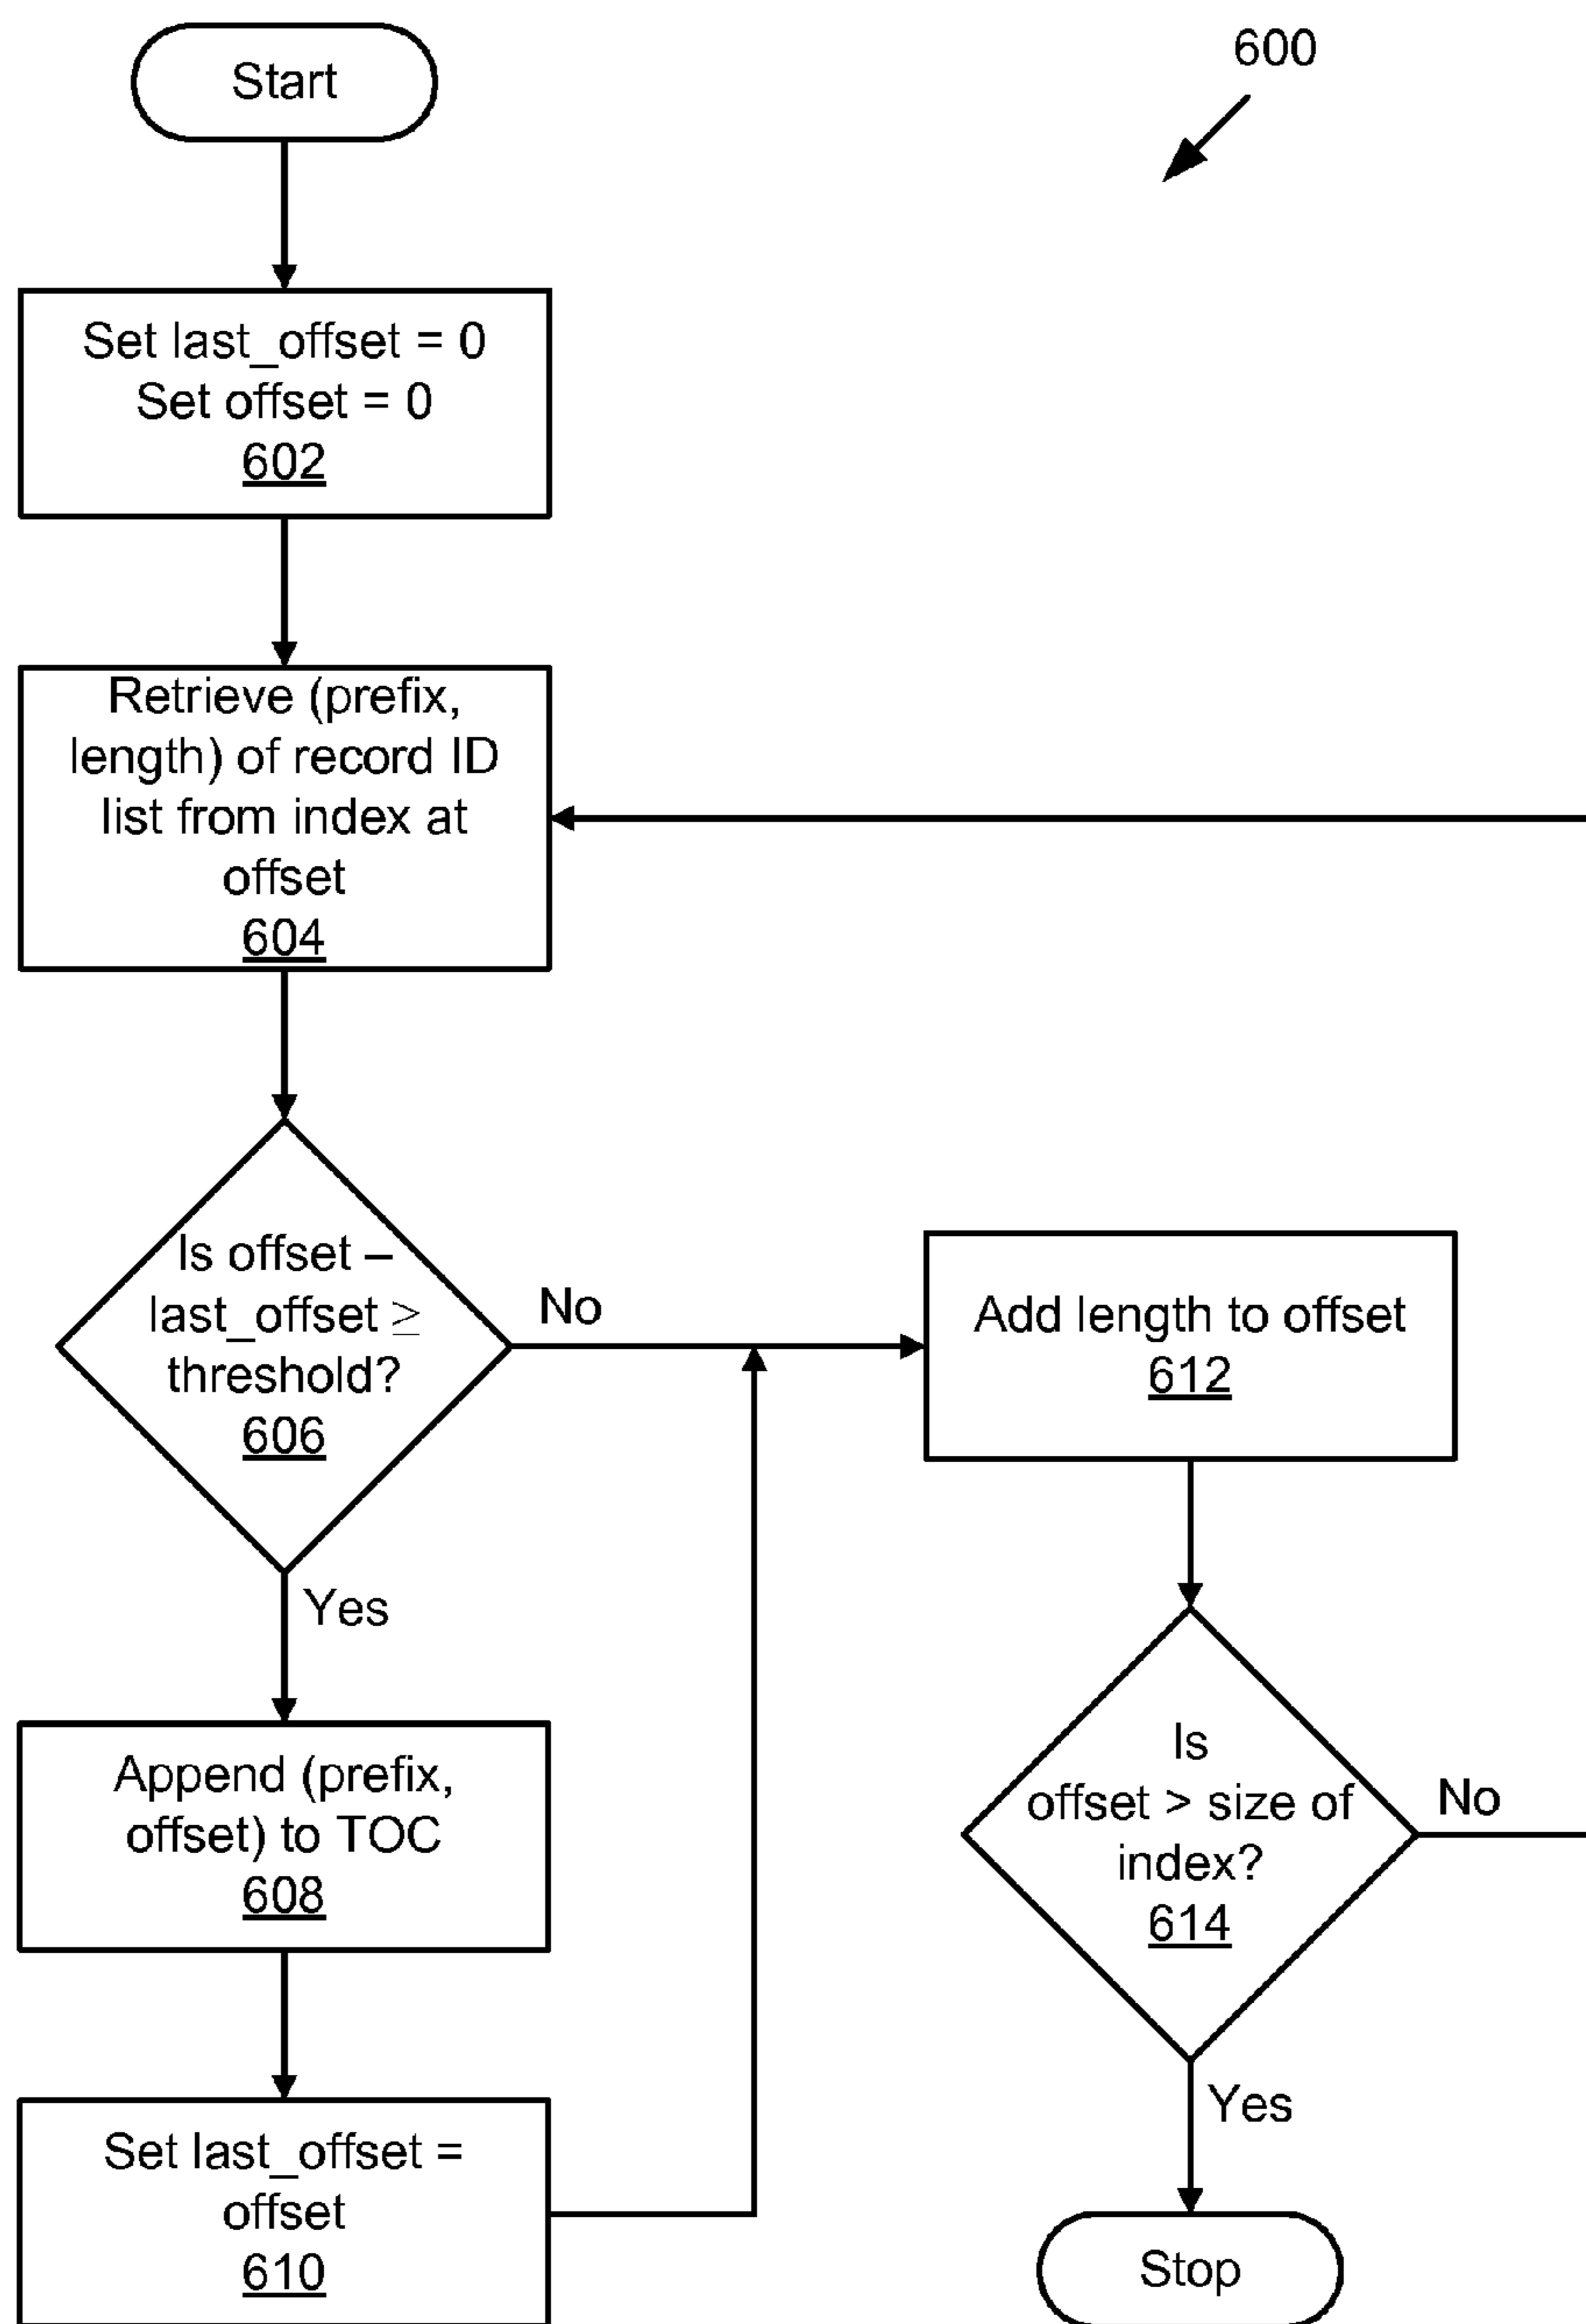 Start
600
Set last_offset = 0
Set offset = 0
602
Retrieve (prefix,
length) of record ID
list from index at
offset
604
Is offset –
last_offset ≥
threshold?
606
No
Yes
Append (prefix,
offset) to TOC
608
Set last_offset =
offset
610
Add length to offset
612
Is
offset > size of
index?
614
No
Yes
Stop